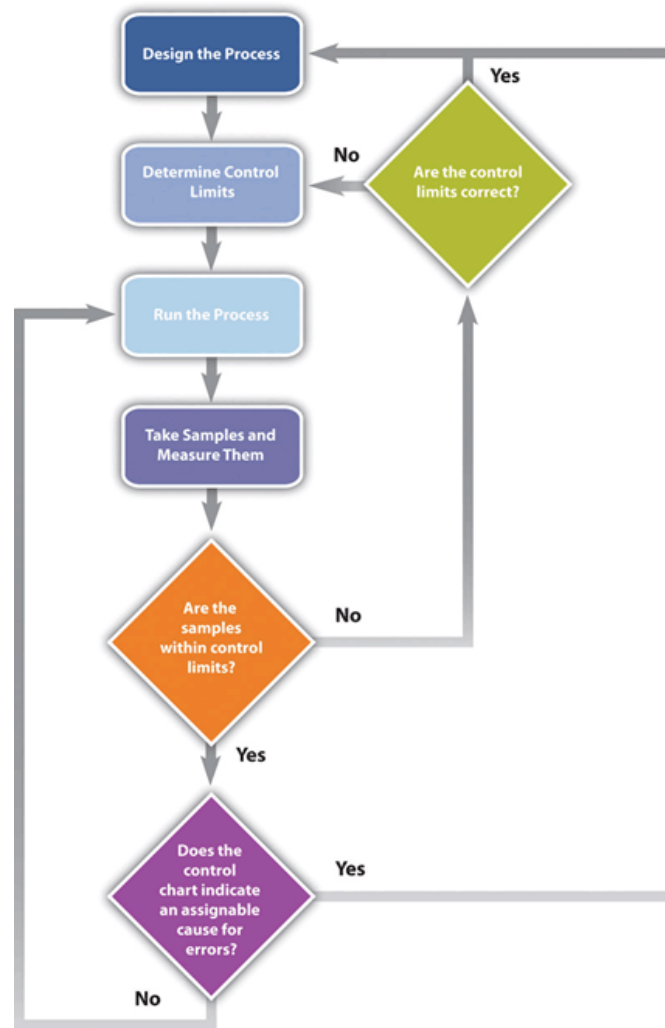 Design the Process
Yes
No
Determine Control
Limits
Are the control
limits correct?
Run the Process
Take Samples and
Measure Them
Are the
samples
within control
limits?
No
Yes
Does the
control
chart indicate
an assignable
cause for
errors?
Yes
No